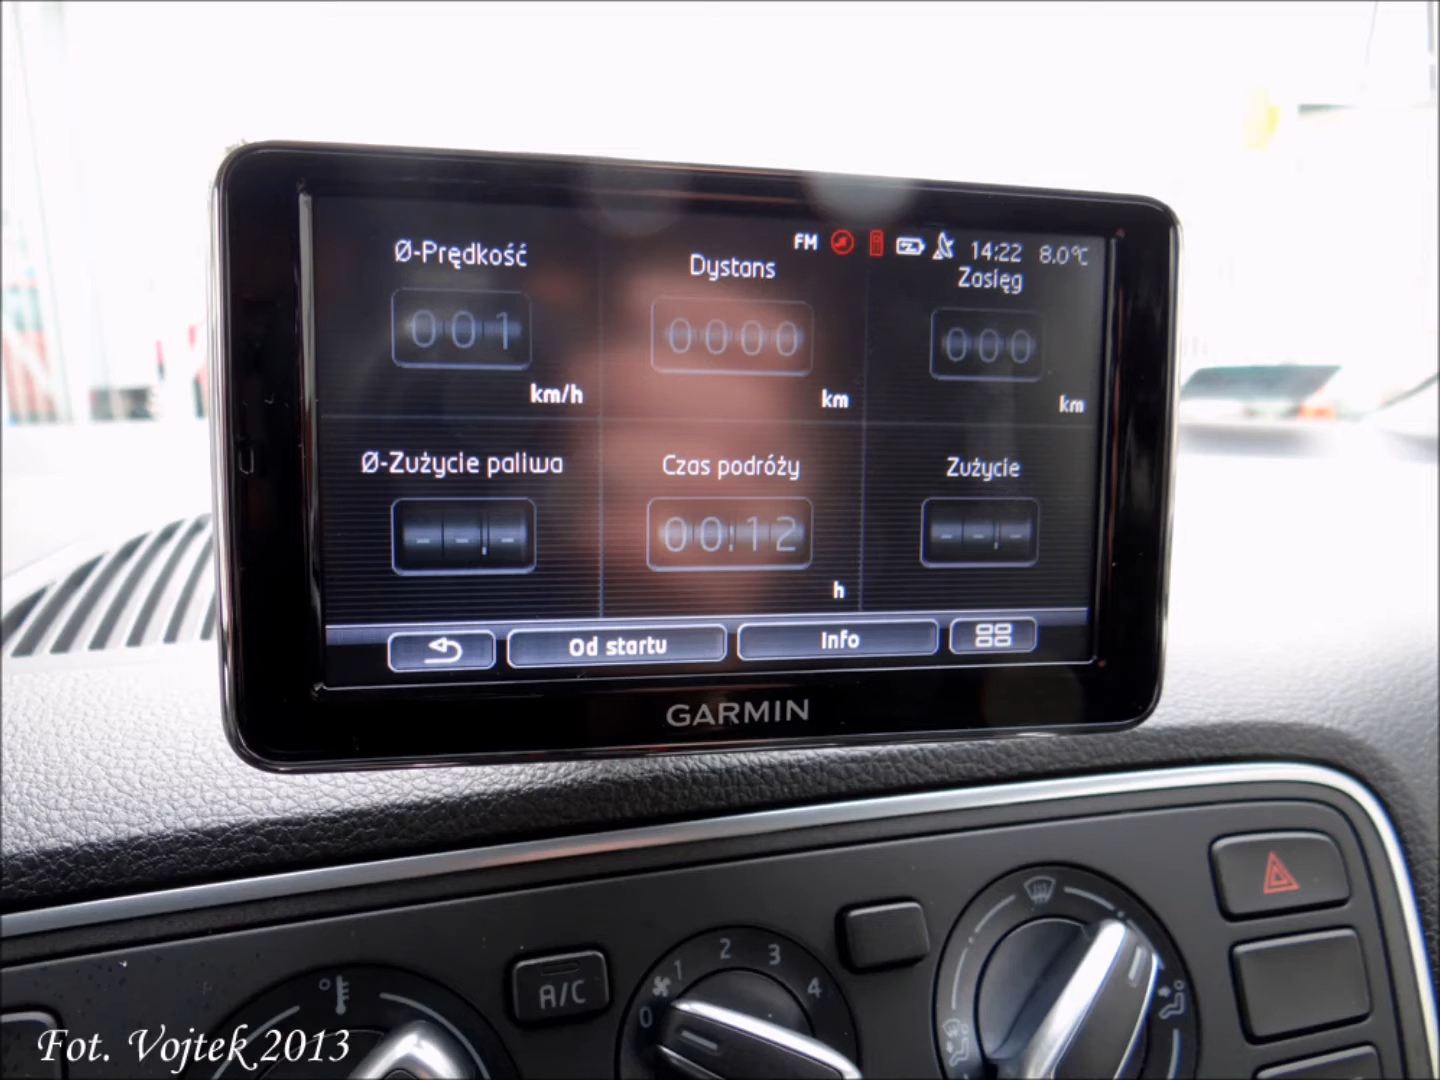 FM 14:22 8.0°C
Ø-Prędkość
Dystans
Zasięg
001
0000
000
km/h
km
km
Ø-Zużycie paliwa
Czas podróży
Zużycie
--,-
00:12
--,-
h
Od startu
Info
GARMIN
A/C
0 1 2 3 4
Fot. Vojtek 2013